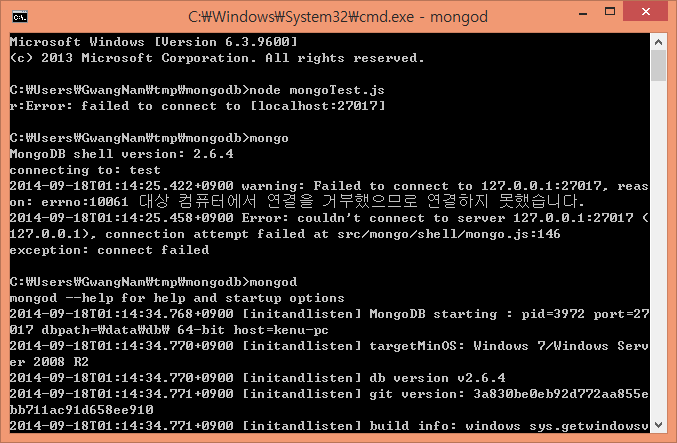 C:₩Windows₩System32₩cmd.exe - mongod
Microsoft Windows [Version 6.3.9600]
(c) 2013 Microsoft Corporation. All rights reserved.
C:₩Users₩GwangNam₩tmp₩mongodb>node mongoTest.js
r:Error: failed to connect to [localhost:27017]
C:₩Users₩GwangNam₩tmp₩mongodb>mongo
MongoDB shell version: 2.6.4
connecting to: test
2014-09-18T01:14:25.422+0900 warning: Failed to connect to 127.0.0.1:27017, reas
on: errno:10061 대상 컴퓨터에서 연결을 거부했으므로 연결하지 못했습니다.
2014-09-18T01:14:25.458+0900 Error: couldn't connect to server 127.0.0.1:27017 (
127.0.0.1), connection attempt failed at src/mongo/shell/mongo.js:146
exception: connect failed
C:₩Users₩GwangNam₩tmp₩mongodb>mongod
mongod --help for help and startup options
2014-09-18T01:14:34.768+0900 [initandlisten] MongoDB starting : pid=3972 port=27
017 dbpath=₩data₩db₩ 64-bit host=kenu-pc
2014-09-18T01:14:34.770+0900 [initandlisten] targetMinOS: Windows 7/Windows Serv
er 2008 R2
2014-09-18T01:14:34.770+0900 [initandlisten] db version v2.6.4
2014-09-18T01:14:34.771+0900 [initandlisten] git version: 3a830be0eb92d772aa855e
bb711ac91d658ee910
2014-09-18T01:14:34.771+0900 [initandlisten] build info: windows sys.getwindowsv